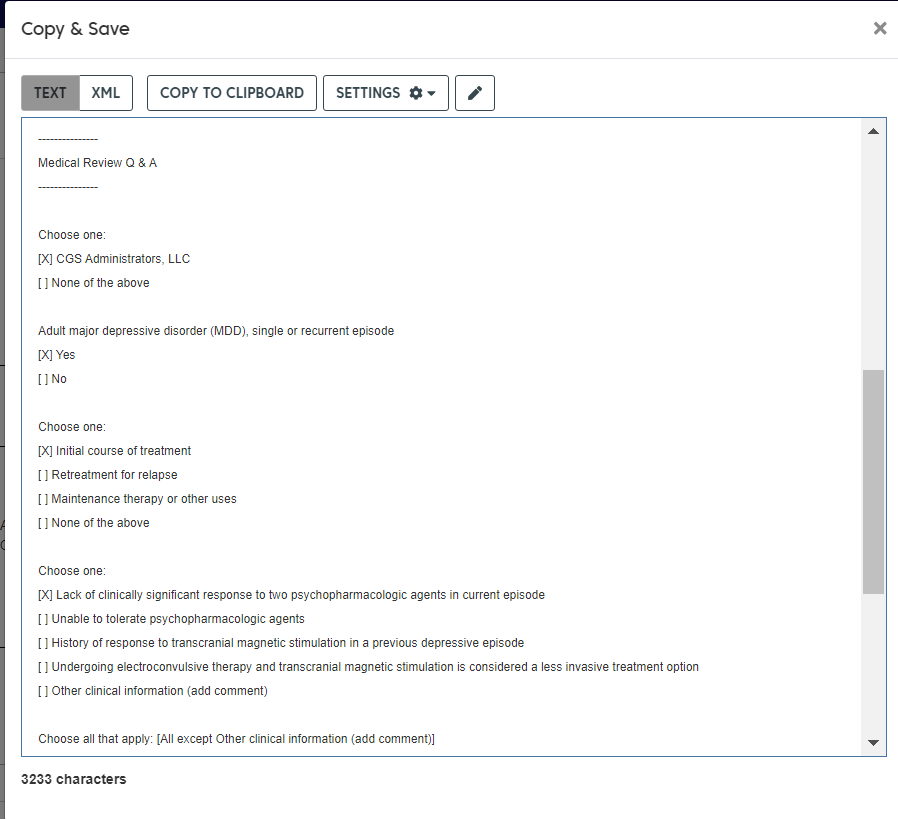 Copy & Save
TEXT
XML
COPY TO CLIPBOARD
SETTINGS
---------------
Medical Review Q & A
---------------
Choose one:
[X] CGS Administrators, LLC
[ ] None of the above
Adult major depressive disorder (MDD), single or recurrent episode
[X] Yes
[ ] No
Choose one:
[X] Initial course of treatment
[ ] Retreatment for relapse
[ ] Maintenance therapy or other uses
[ ] None of the above
Choose one:
[X] Lack of clinically significant response to two psychopharmacologic agents in current episode
[ ] Unable to tolerate psychopharmacologic agents
[ ] History of response to transcranial magnetic stimulation in a previous depressive episode
[ ] Undergoing electroconvulsive therapy and transcranial magnetic stimulation is considered a less invasive treatment option
[ ] Other clinical information (add comment)
Choose all that apply: [All except Other clinical information (add comment)]
3233 characters